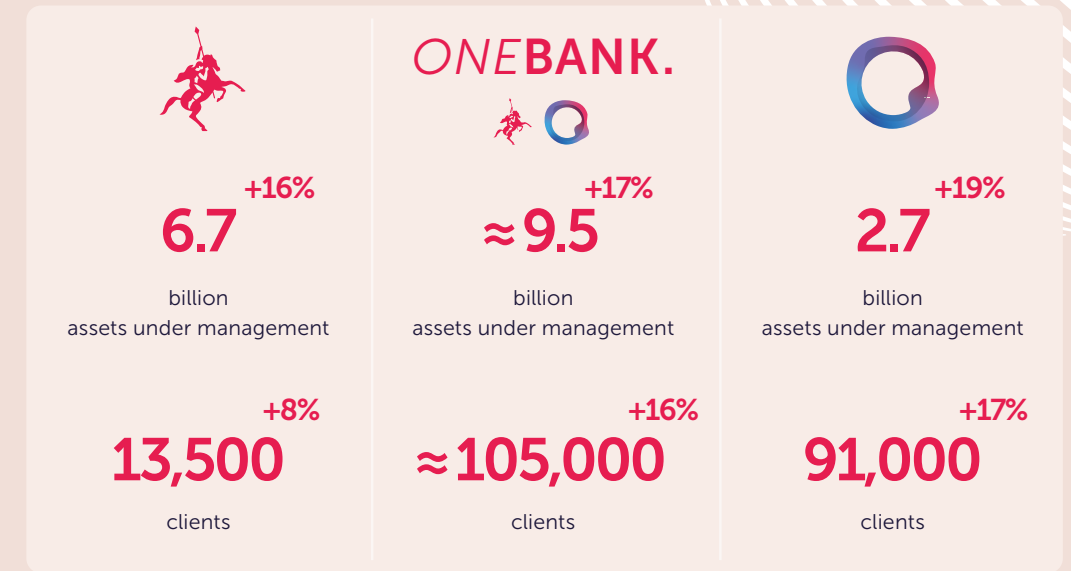 ONEBANK.
+16%
6.7
billion
assets under management
+8%
13,500
clients
+17%
≈9.5
billion
assets under management
+16%
≈105,000
clients
+19%
2.7
billion
assets under management
+17%
91,000
clients